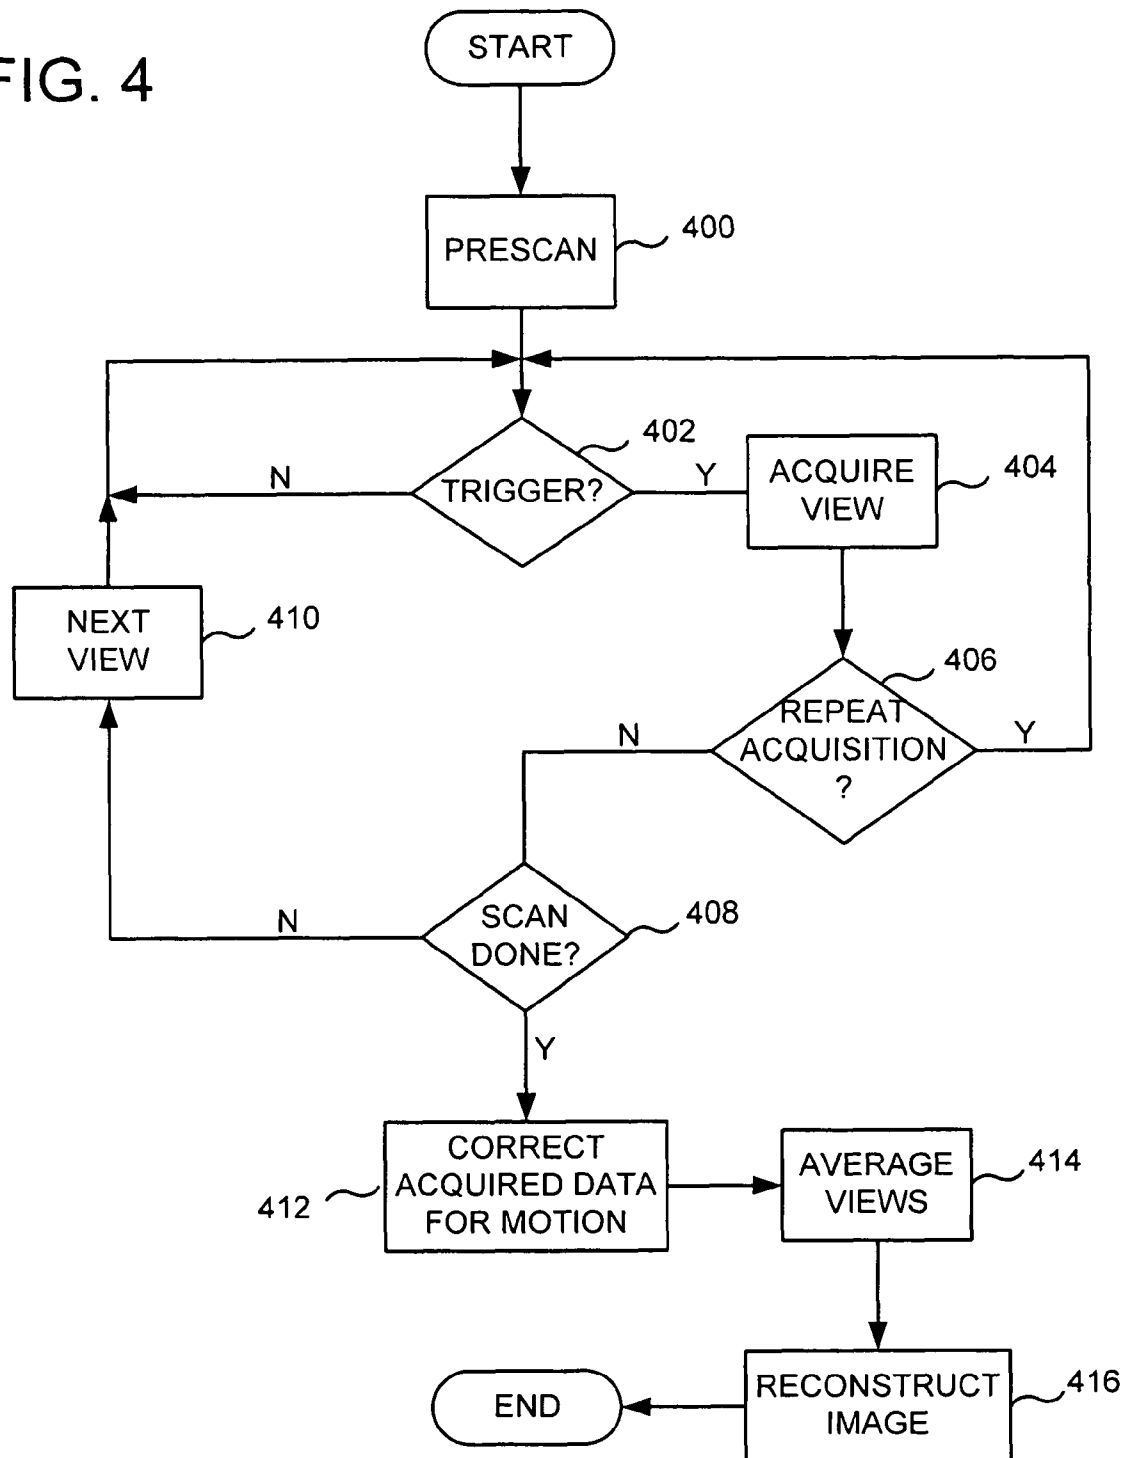 FIG. 4
START
PRESCAN
400
TRIGGER?
402
N
Y
ACQUIRE
VIEW
404
NEXT
VIEW
410
REPEAT
ACQUISITION
?
406
N
Y
SCAN
DONE?
408
N
Y
CORRECT
ACQUIRED DATA
FOR MOTION
412
AVERAGE
VIEWS
414
RECONSTRUCT
IMAGE
416
END